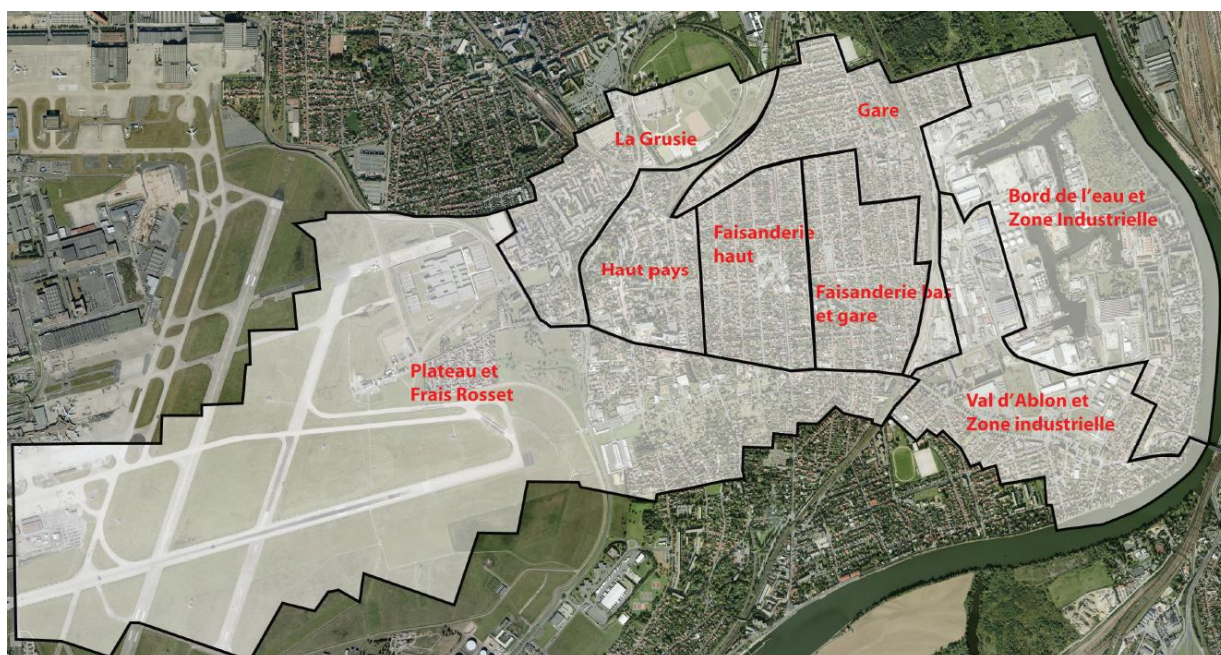 La Grusie
Gare
Bord de l'eau et
Zone Industrielle
Faisanderie
haut
Haut pays
Faisanderie bas
et gare
Plateau et
Frais Rosset
Val d'Ablon et
Zone industrielle